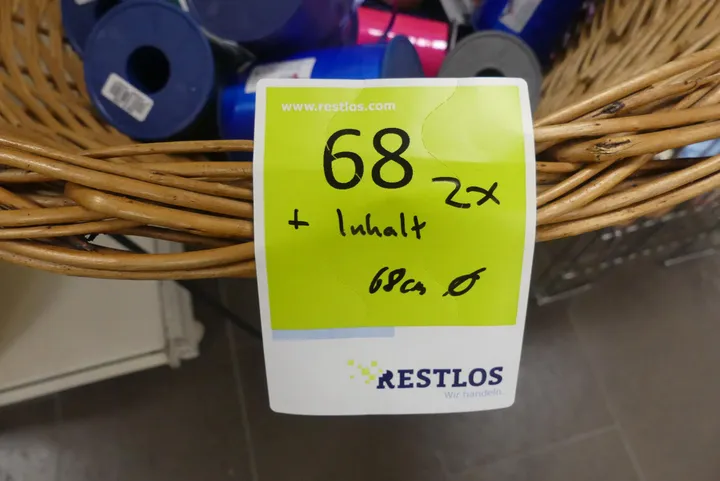 www.restlos.com
68 2x
+ Inhalt
68cm Ø
RESTLOS
Wir handeln.